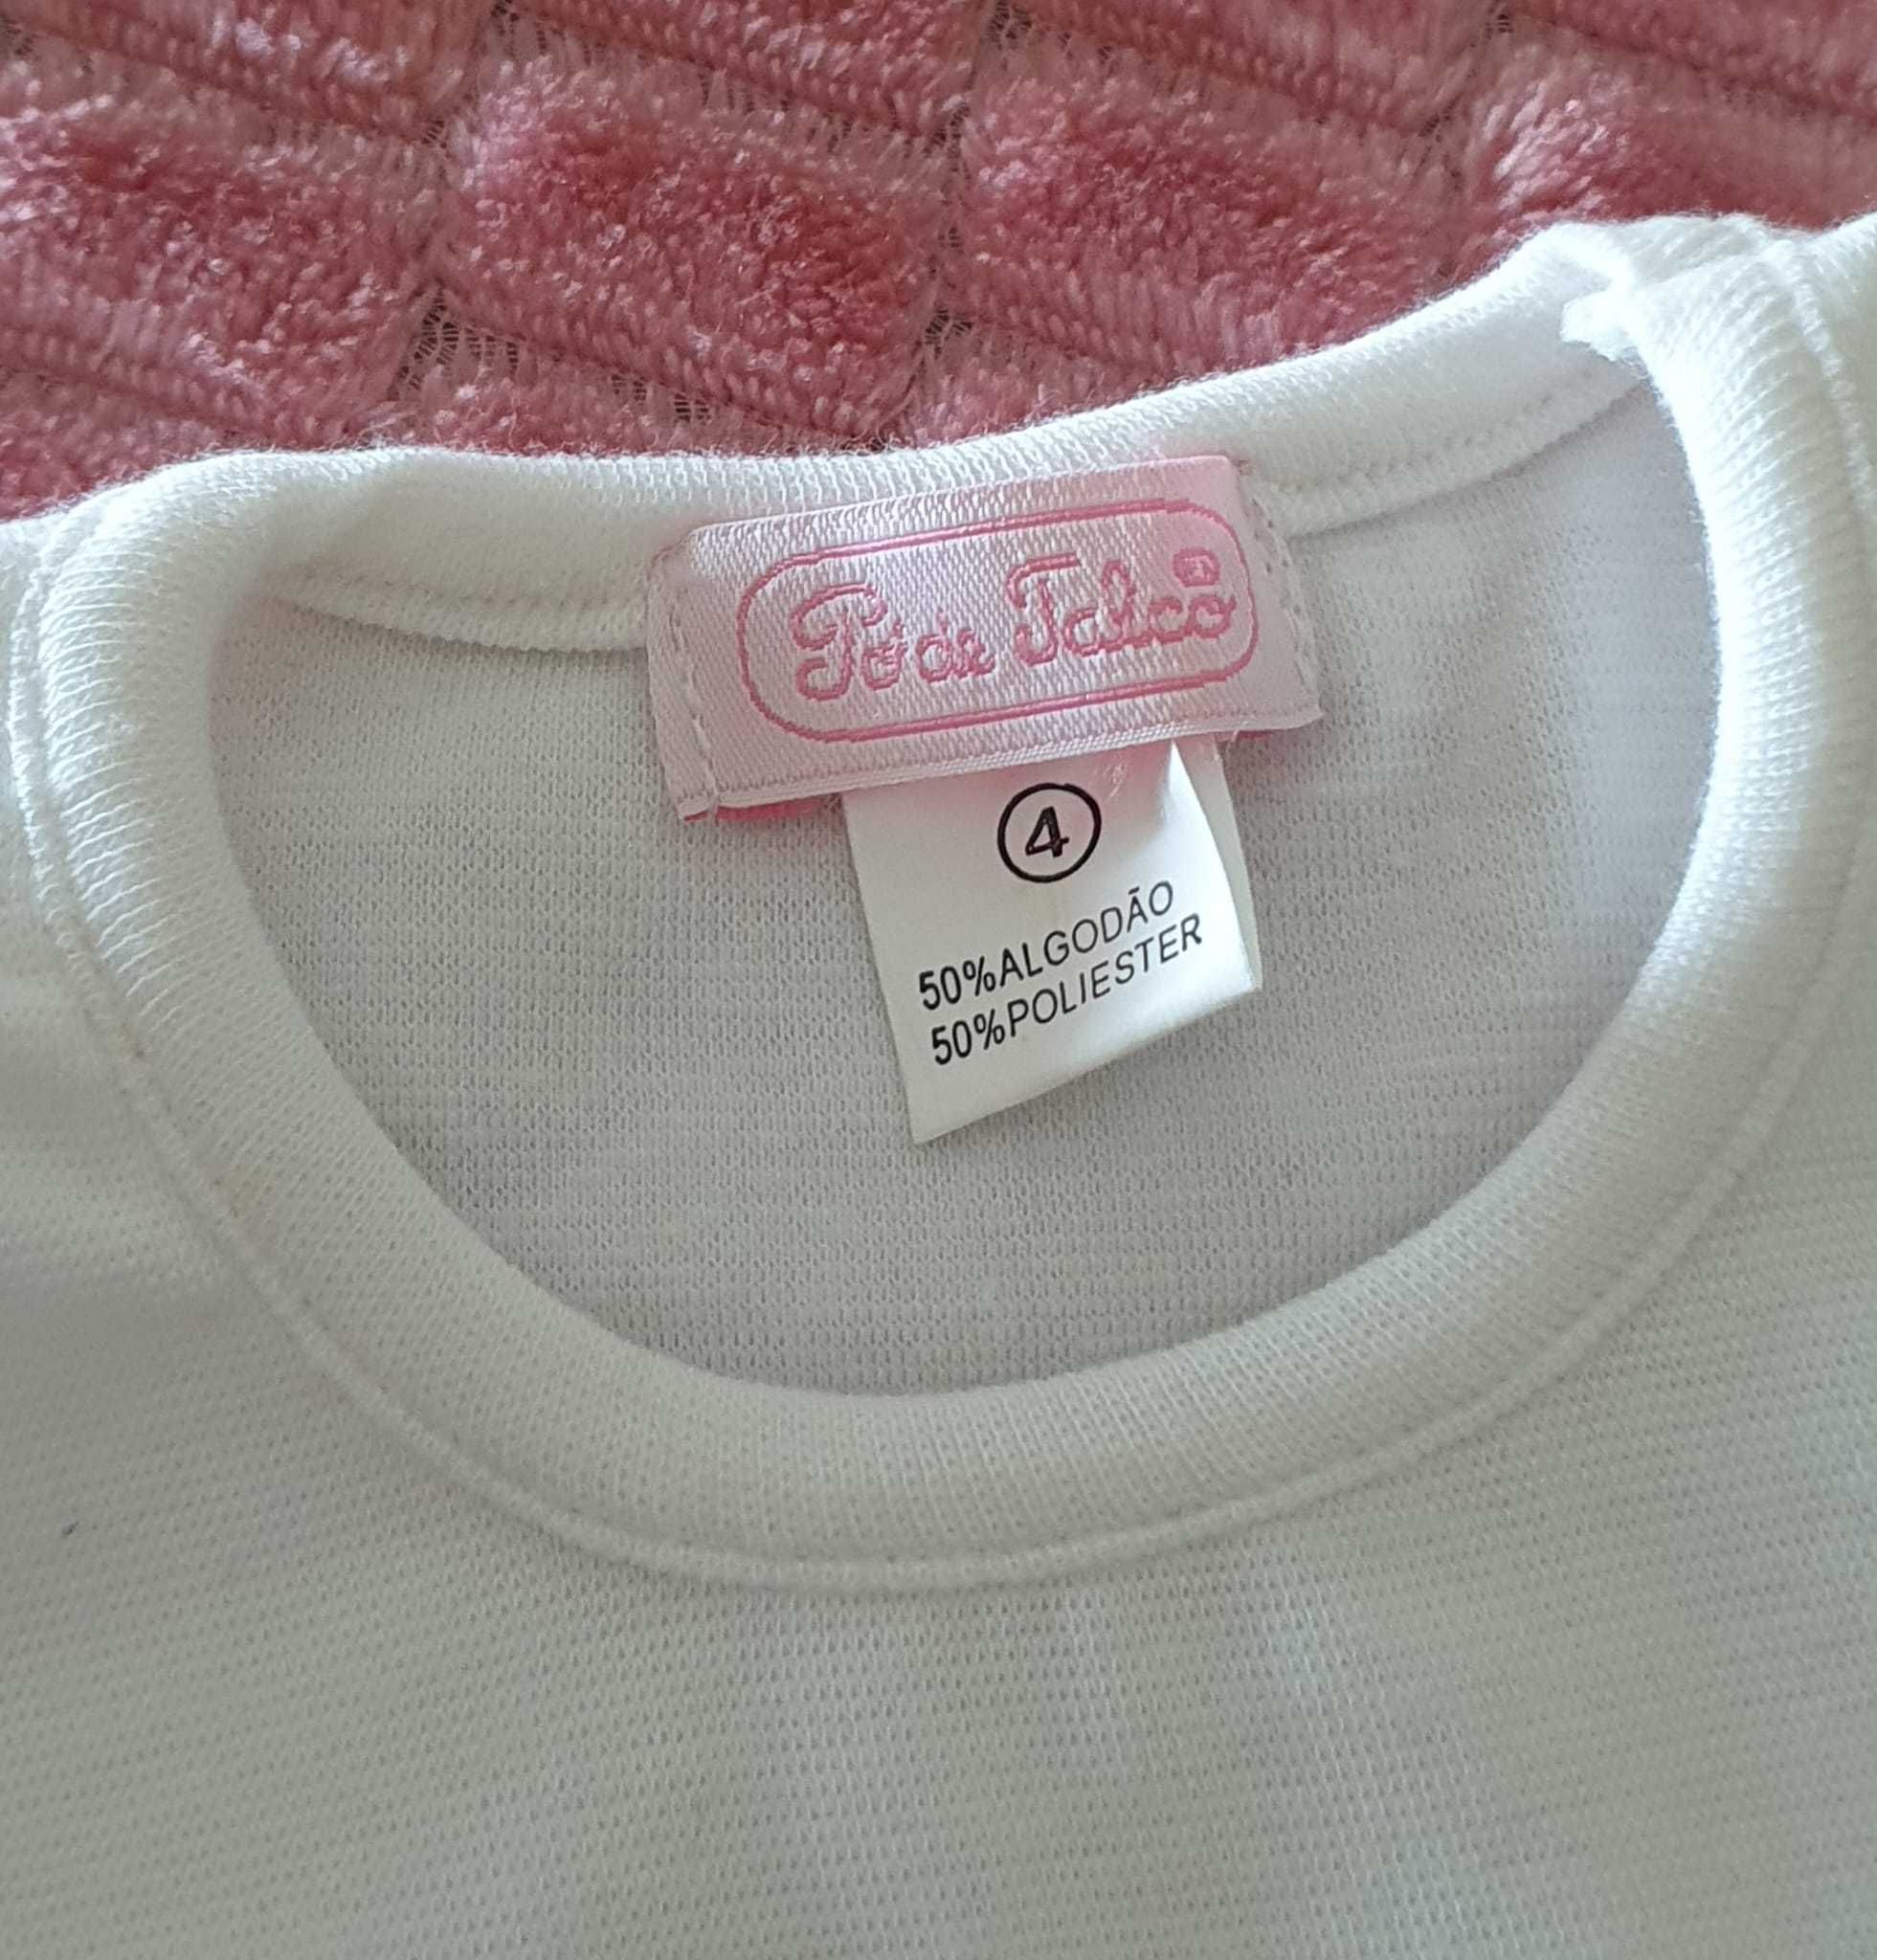 Pó de Talco
4
50%ALGODÃO
50%POLIESTER